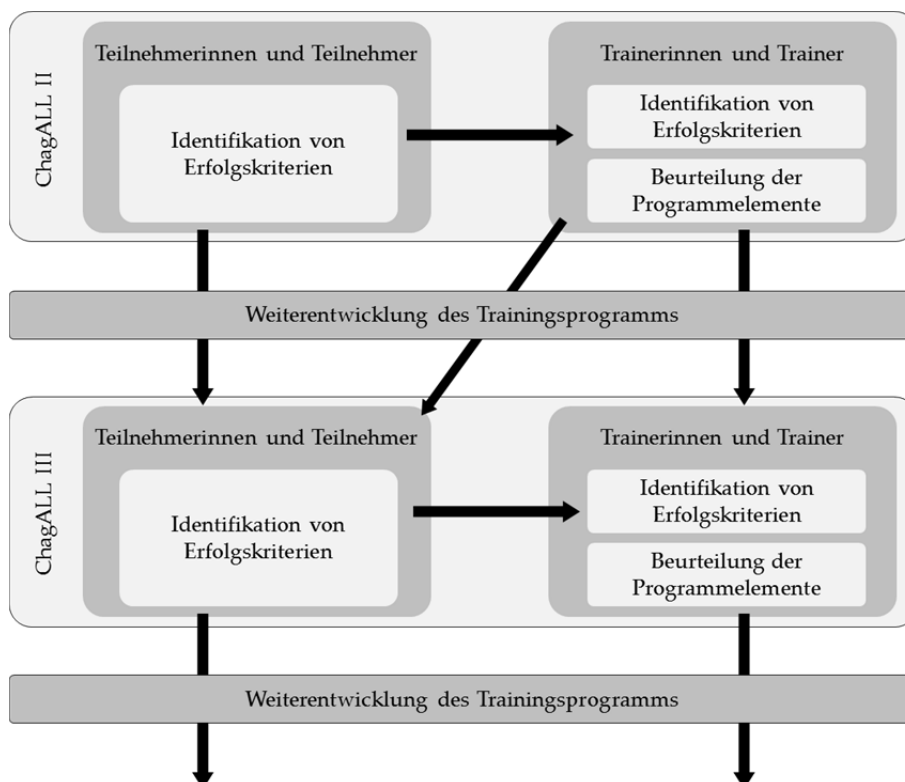 ChagALL II
Teilnehmerinnen und Teilnehmer
Identifikation von
Erfolgskriterien
Trainerinnen und Trainer
Identifikation von
Erfolgskriterien
Beurteilung der
Programmelemente
Weiterentwicklung des Trainingsprogramms
ChagALL III
Teilnehmerinnen und Teilnehmer
Identifikation von
Erfolgskriterien
Trainerinnen und Trainer
Identifikation von
Erfolgskriterien
Beurteilung der
Programmelemente
Weiterentwicklung des Trainingsprogramms